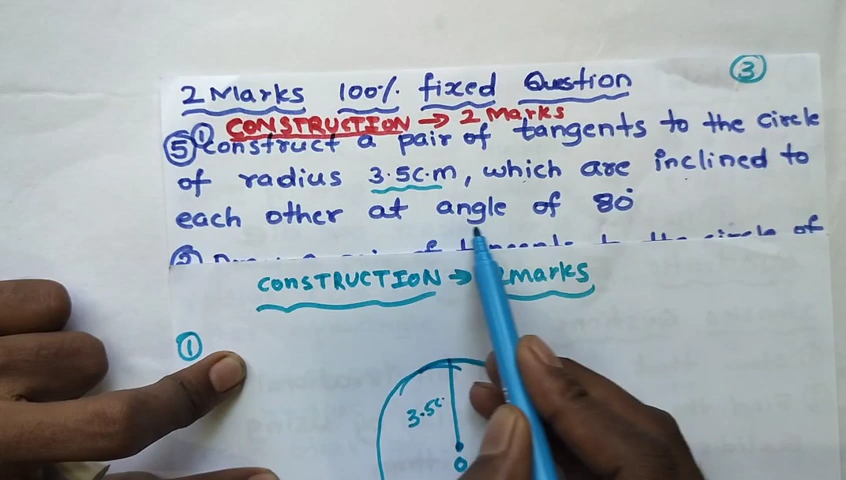 3
2 Marks 100% fixed Question
CONSTRUCTION → 2 Marks
5 1 Construct a pair of tangents to the circle
of radius 3.5C.m, which are inclined to
each other at angle of 80°
CONSTRUCTION → 2marks
1
3.5c.
O